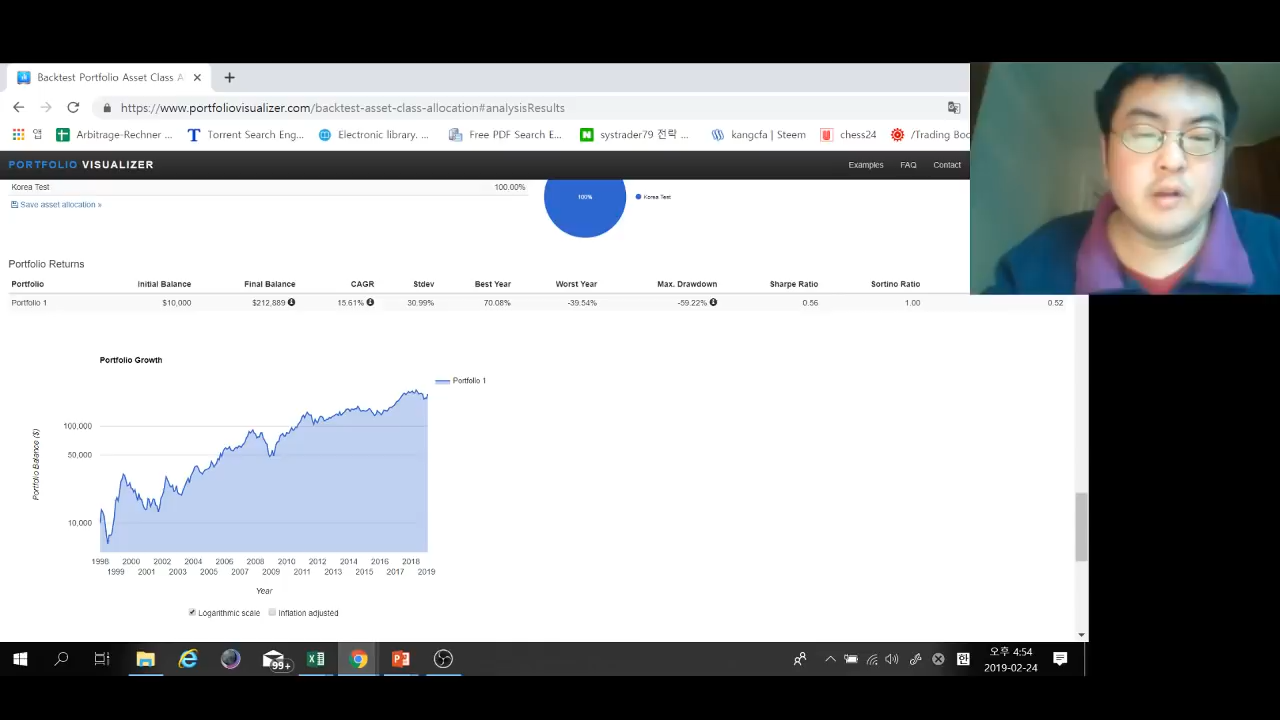 Backtest Portfolio Asset Class A
https://www.portfoliovisualizer.com/backtest-asset-class-allocation#analysisResults
앱 Arbitrage-Rechner ... Torrent Search Eng... Electronic library. ... Free PDF Search E... systrader79 전략 ... kangcfa | Steem chess24 /Trading Boo
PORTFOLIO VISUALIZER Examples FAQ Contact
Korea Test 100.00%
Save asset allocation »
100%
Korea Test
Portfolio Returns
Portfolio Initial Balance Final Balance CAGR Stdev Best Year Worst Year Max. Drawdown Sharpe Ratio Sortino Ratio
Portfolio 1 $10,000 $212,889 15.61% 30.99% 70.08% -39.54% -59.22% 0.56 1.00 0.52
Portfolio Growth
Portfolio 1
100,000
50,000
10,000
Portfolio Balance ($)
1998 2000 2002 2004 2006 2008 2010 2012 2014 2016 2018
1999 2001 2003 2005 2007 2009 2011 2013 2015 2017 2019
Year
Logarithmic scale Inflation adjusted
99+
한
오후 4:54
2019-02-24